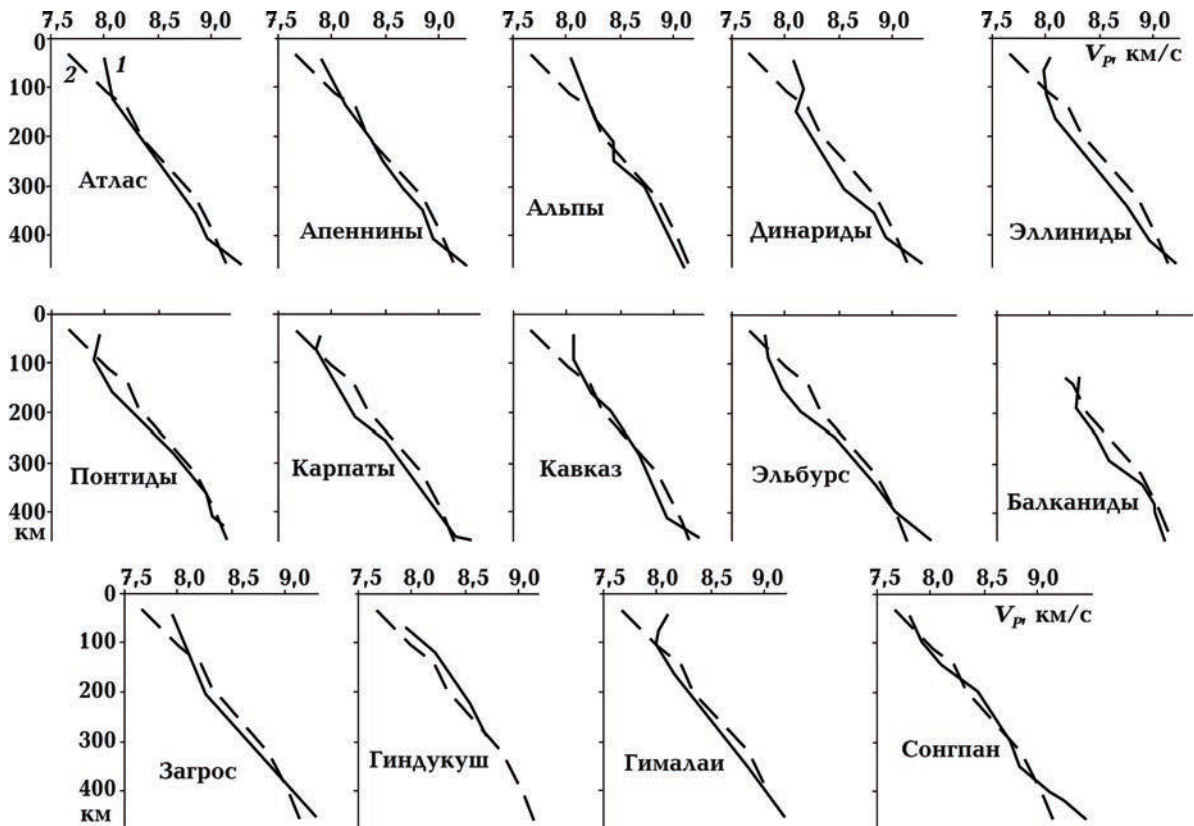 7,5 8,0 8,5 9,0 7,5 8,0 8,5 9,0 7,5 8,0 8,5 9,0 7,5 8,0 8,5 9,0 7,5 8,0 8,5 9,0
0
2 1 Vp, км/с
100
200
Атлас Апеннины Альпы Динариды Эллиниды
300
400
0
100
200
Понтиды Карпаты Кавказ Эльбурс Балканиды
300
400
км
7,5 8,0 8,5 9,0 7,5 8,0 8,5 9,0 7,5 8,0 8,5 9,0 7,5 8,0 8,5 9,0
0
Vp, км/с
100
200
300
Загрос Гиндукуш Гималаи Сонгпан
400
км